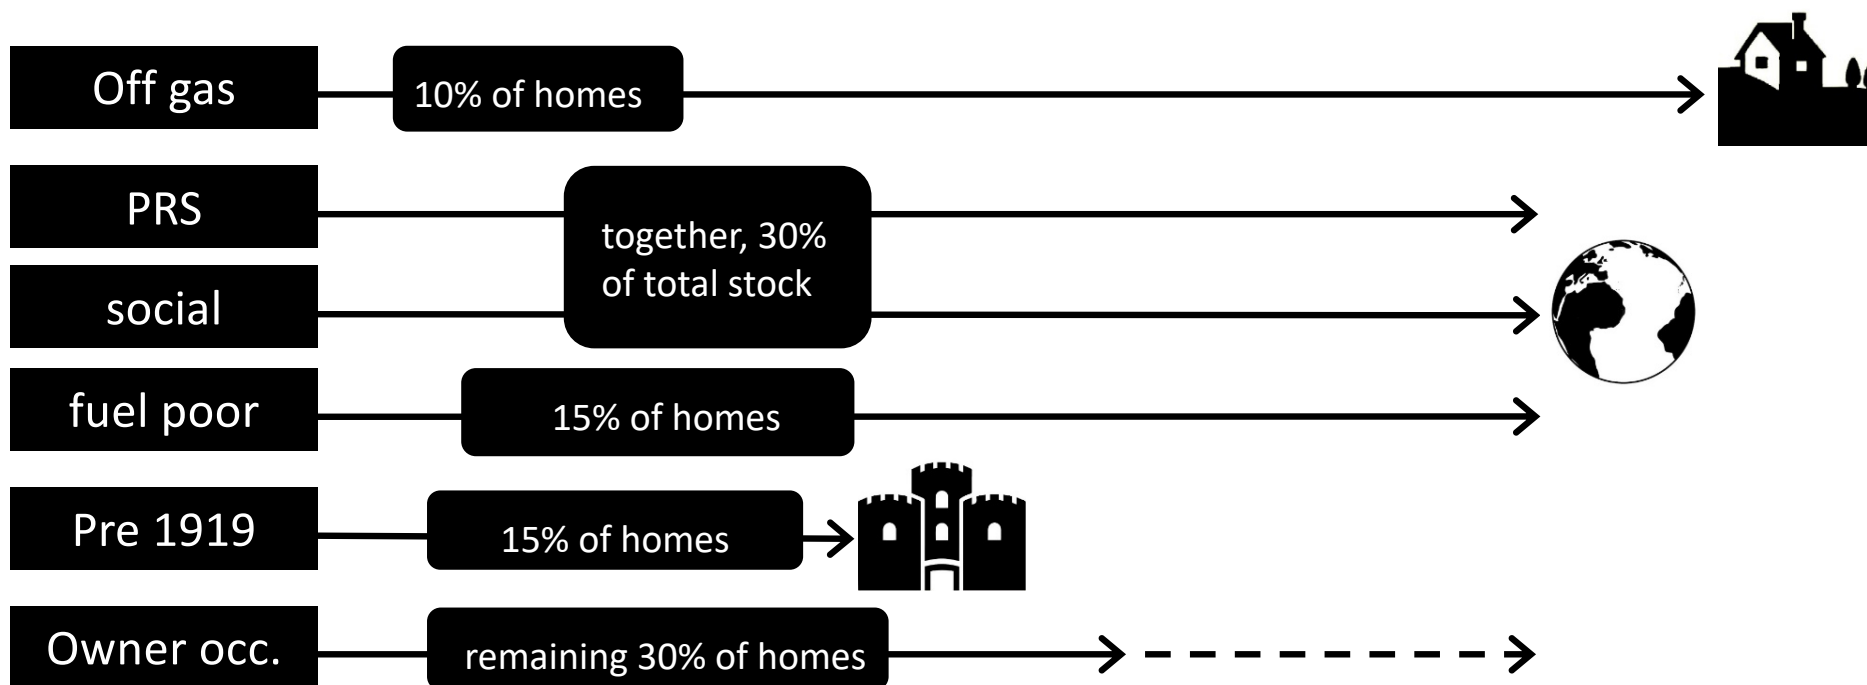 Off gas
10% of homes
PRS
together, 30%
of total stock
social
fuel poor
15% of homes
Pre 1919
15% of homes
Owner occ.
remaining 30% of homes